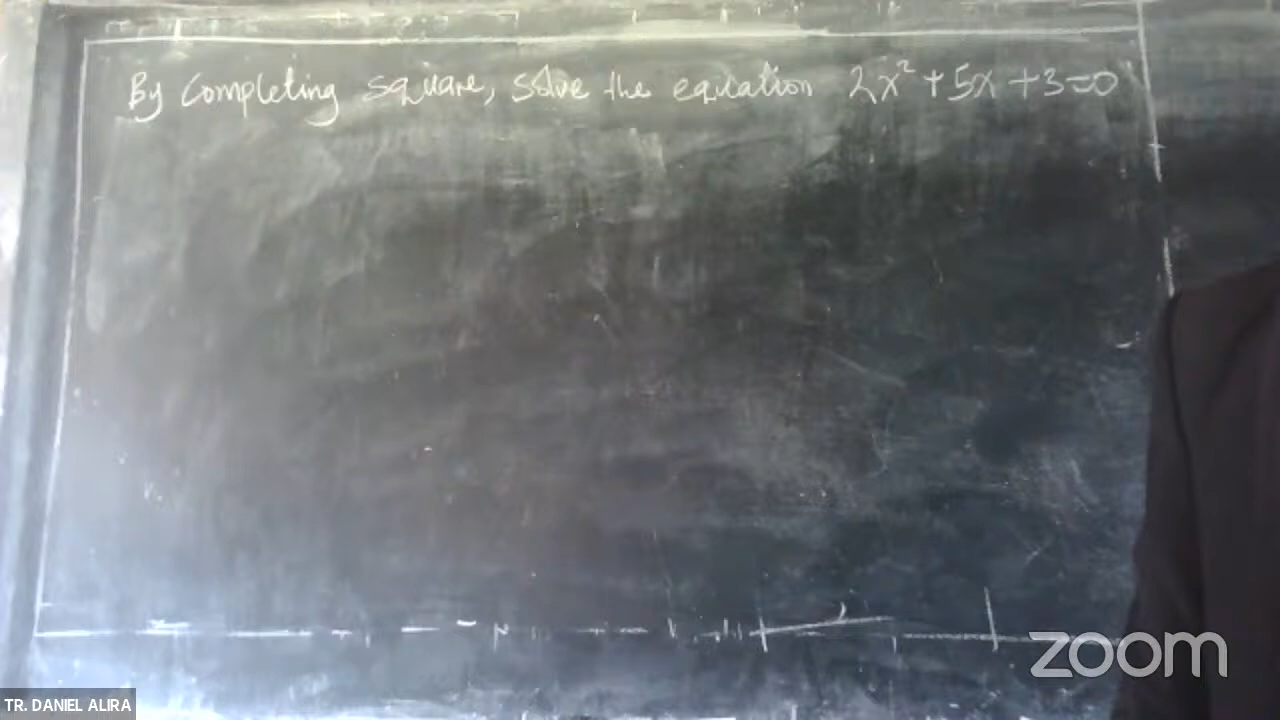 By Completing square, solve the equation 2x² + 5x + 3 = 0
zoom
TR. DANIEL ALIRA